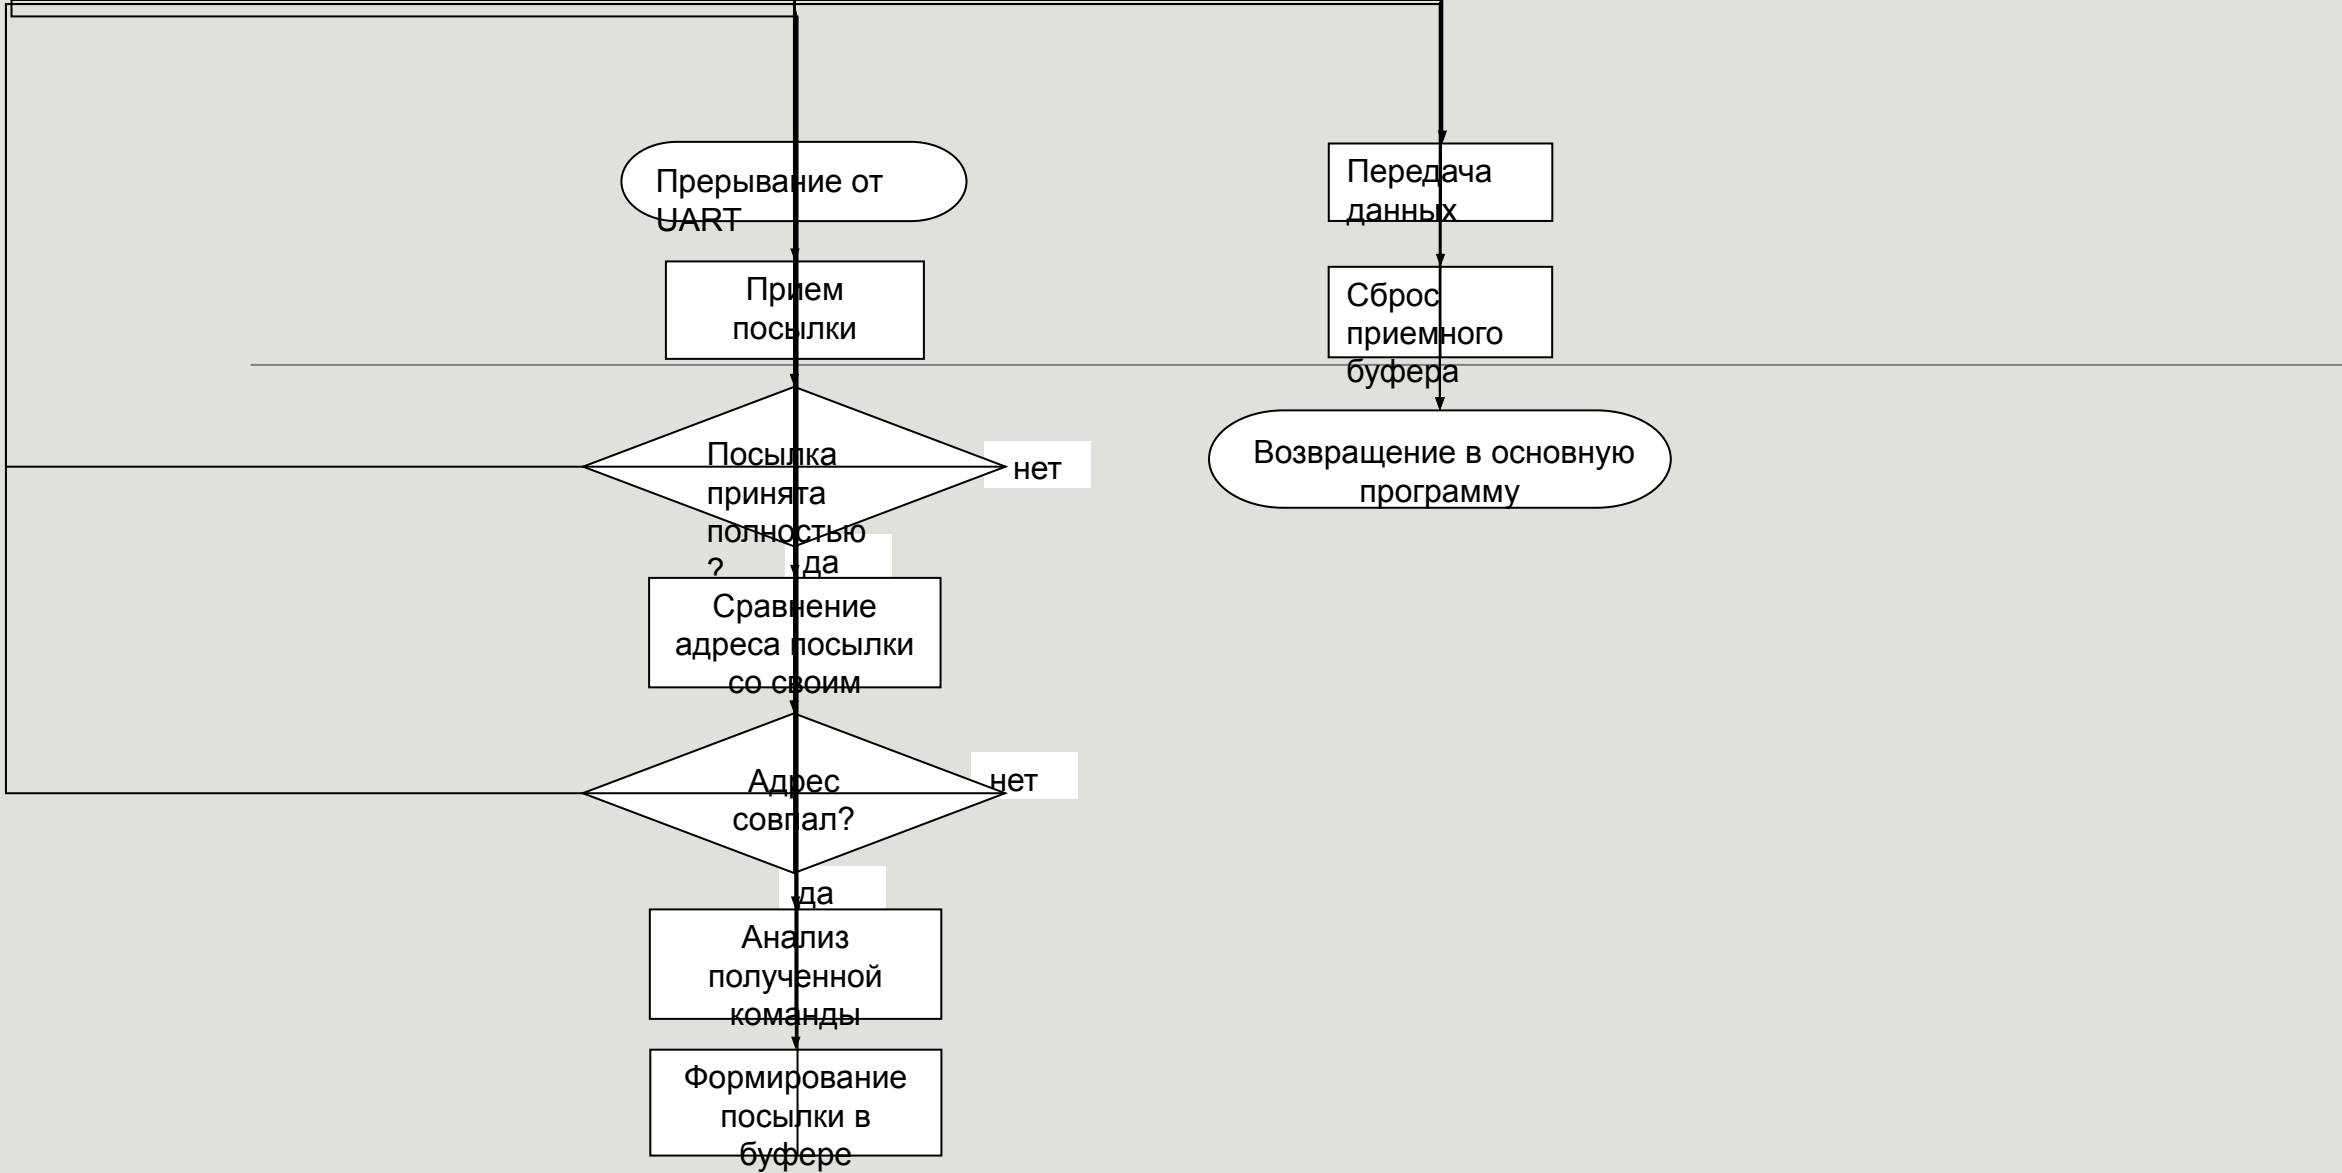 Прерывание от
UART
Прием
посылки
Посылка
принята
полностью
?
нет
да
Сравнение
адреса посылки
со своим
Адрес
совпал?
нет
да
Анализ
полученной
команды
Формирование
посылки в
буфере
Передача
данных
Сброс
приемного
буфера
Возвращение в основную
программу